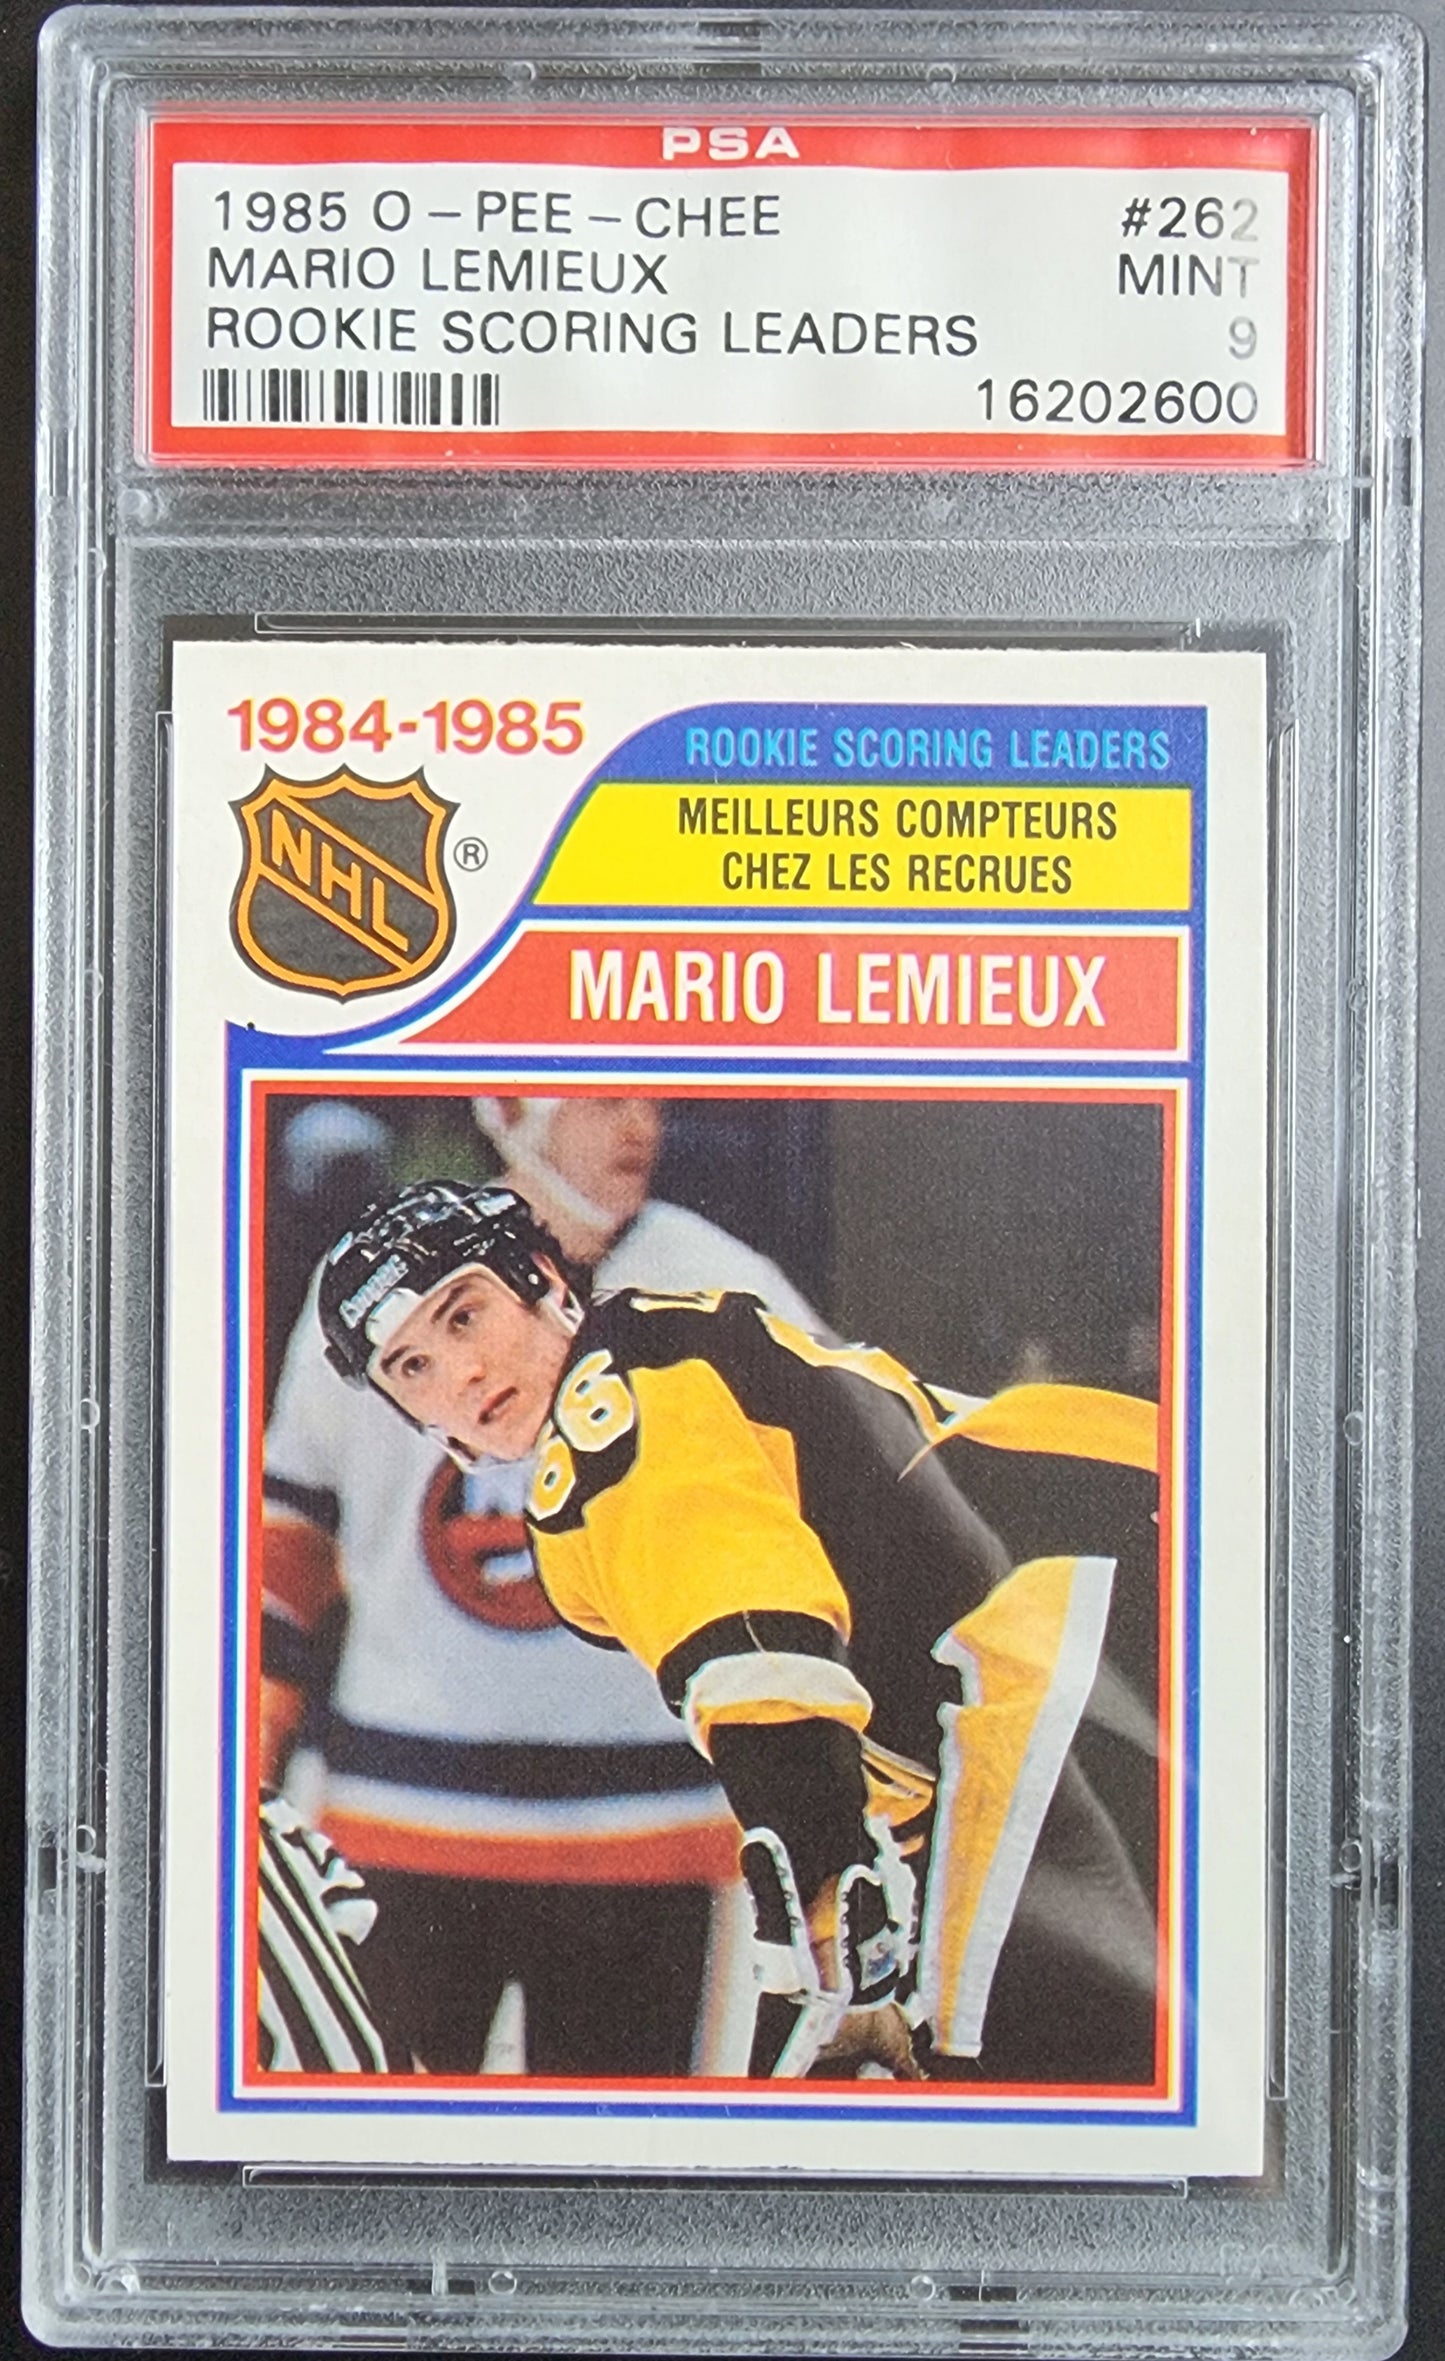 PSA
1985 O-PEE-CHEE #262
MARIO LEMIEUX MINT
ROOKIE SCORING LEADERS 9
16202600
1984-1985
ROOKIE SCORING LEADERS
MEILLEURS COMPTEURS
CHEZ LES RECRUES
NHL ®
MARIO LEMIEUX
66